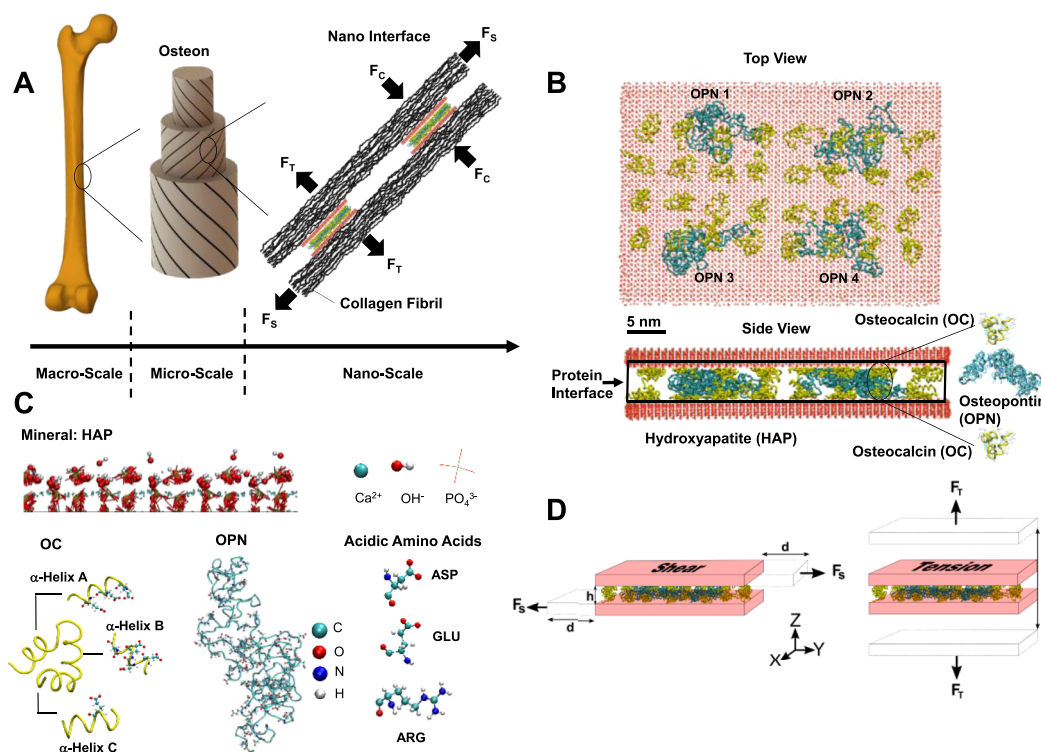 A
Osteon
Nano Interface
F_S
F_C
F_C
F_T
F_T
F_S
Collagen Fibril
Macro-Scale
Micro-Scale
Nano-Scale
B
Top View
OPN 1
OPN 2
OPN 3
OPN 4
5 nm
Side View
Osteocalcin (OC)
Protein
Interface
Osteopontin
(OPN)
Hydroxyapatite (HAP)
Osteocalcin (OC)
C
Mineral: HAP
Ca2+
OH-
PO43-
OC
OPN
Acidic Amino Acids
α-Helix A
α-Helix B
α-Helix C
C
O
N
H
ASP
GLU
ARG
D
Shear
d
h
F_S
F_S
d
Z
X
Y
F_T
Tension
F_T